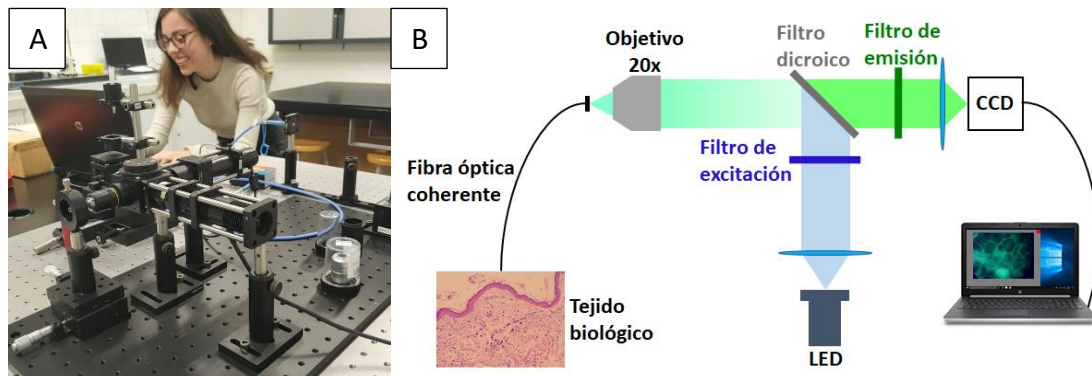 A
B
Objetivo
20x
Filtro
dicroico
Filtro de
emisión
CCD
Filtro de
excitación
Fibra óptica
coherente
Tejido
biológico
LED